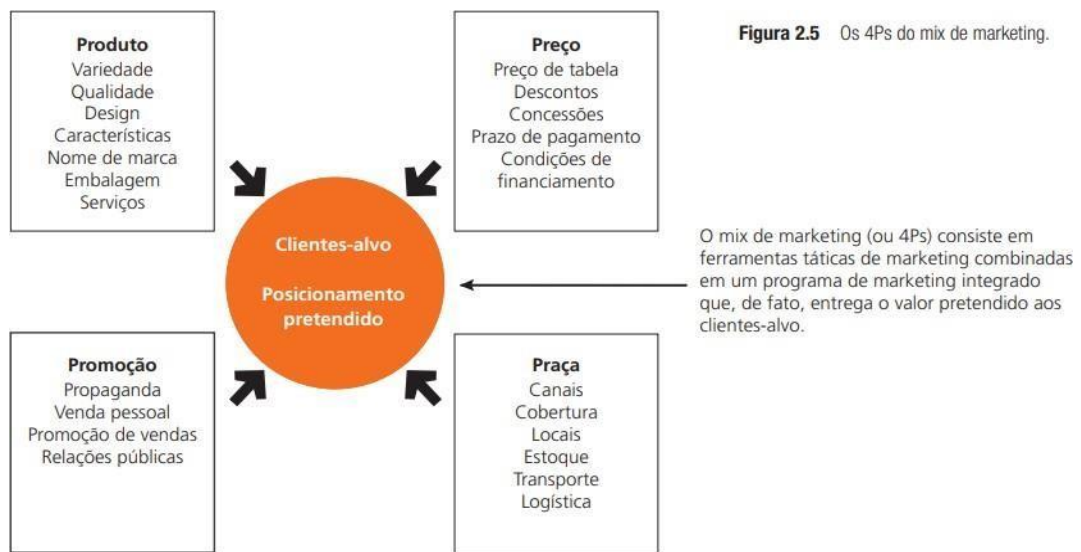 Produto
Variedade
Qualidade
Design
Características
Nome de marca
Embalagem
Serviços
Preço
Preço de tabela
Descontos
Concessões
Prazo de pagamento
Condições de
financiamento
Figura 2.5 Os 4Ps do mix de marketing.
Clientes-alvo
Posicionamento
pretendido
O mix de marketing (ou 4Ps) consiste em
ferramentas táticas de marketing combinadas
em um programa de marketing integrado
que, de fato, entrega o valor pretendido aos
clientes-alvo.
Promoção
Propaganda
Venda pessoal
Promoção de vendas
Relações públicas
Praça
Canais
Cobertura
Locais
Estoque
Transporte
Logística